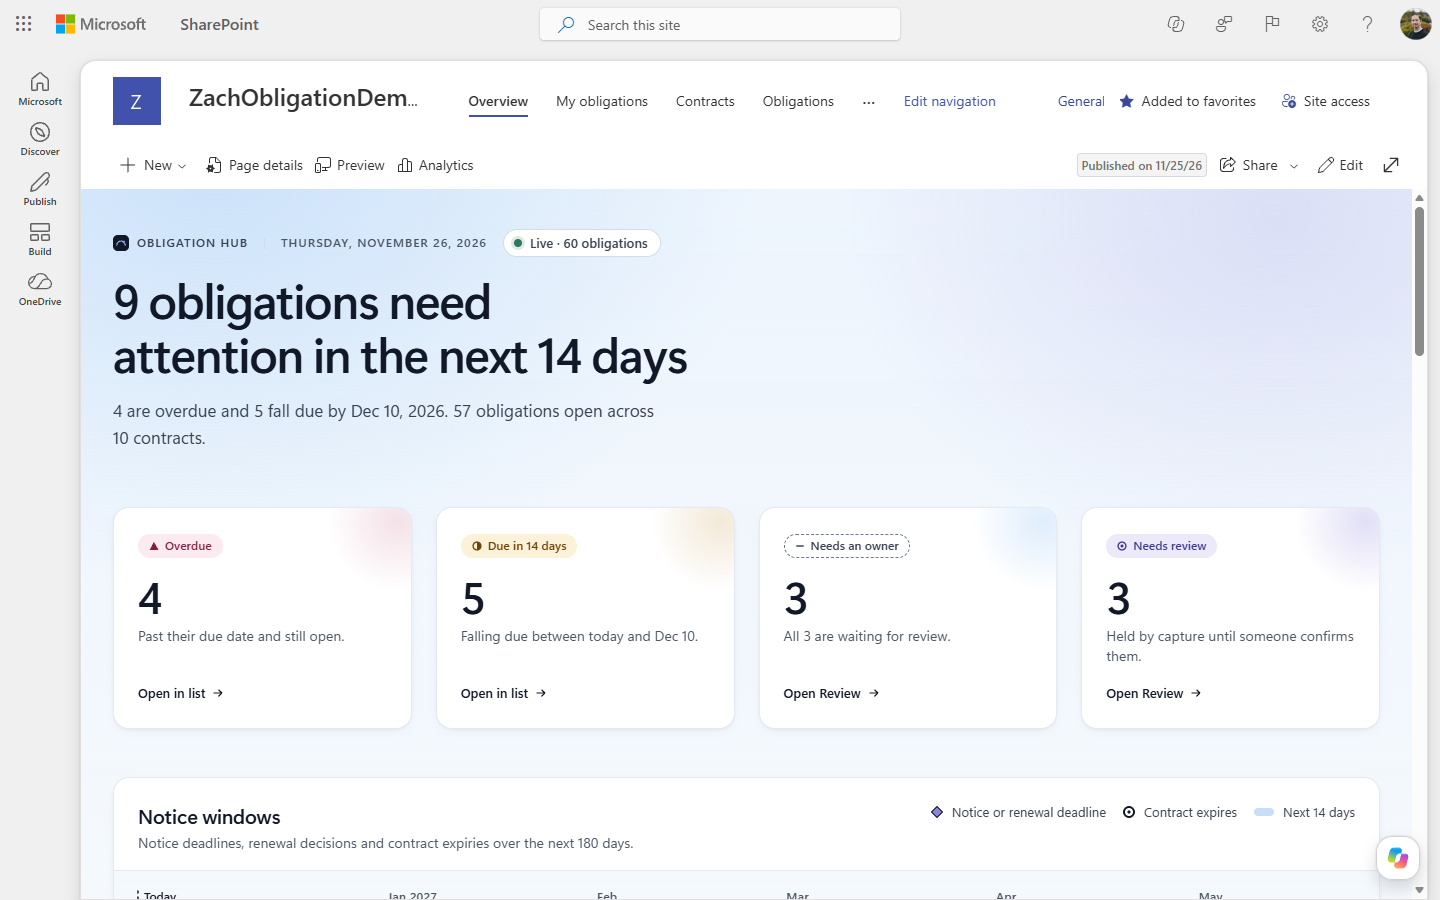 Microsoft
SharePoint
Search this site
Microsoft
Discover
Publish
Build
OneDrive
Z
ZachObligationDem...
Overview
My obligations
Contracts
Obligations
...
Edit navigation
General
Added to favorites
Site access
New
Page details
Preview
Analytics
Published on 11/25/26
Share
Edit
OBLIGATION HUB
THURSDAY, NOVEMBER 26, 2026
Live · 60 obligations
9 obligations need
attention in the next 14 days
4 are overdue and 5 fall due by Dec 10, 2026. 57 obligations open across
10 contracts.
Overdue
4
Past their due date and still open.
Open in list →
Due in 14 days
5
Falling due between today and Dec 10.
Open in list →
Needs an owner
3
All 3 are waiting for review.
Open Review →
Needs review
3
Held by capture until someone confirms
them.
Open Review →
Notice windows
Notice deadlines, renewal decisions and contract expiries over the next 180 days.
Notice or renewal deadline
Contract expires
Next 14 days
Today
Jan 2027
Feb
Mar
Apr
May